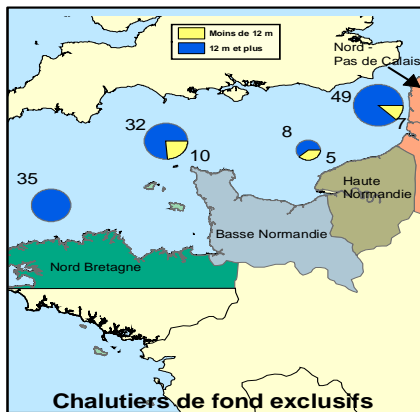 Moins de 12 m
12 m et plus
Nord -
Pas de Calais
49
7
32
10
8
5
35
Haute
Normandie
Basse Normandie
Nord Bretagne
Chalutiers de fond exclusifs